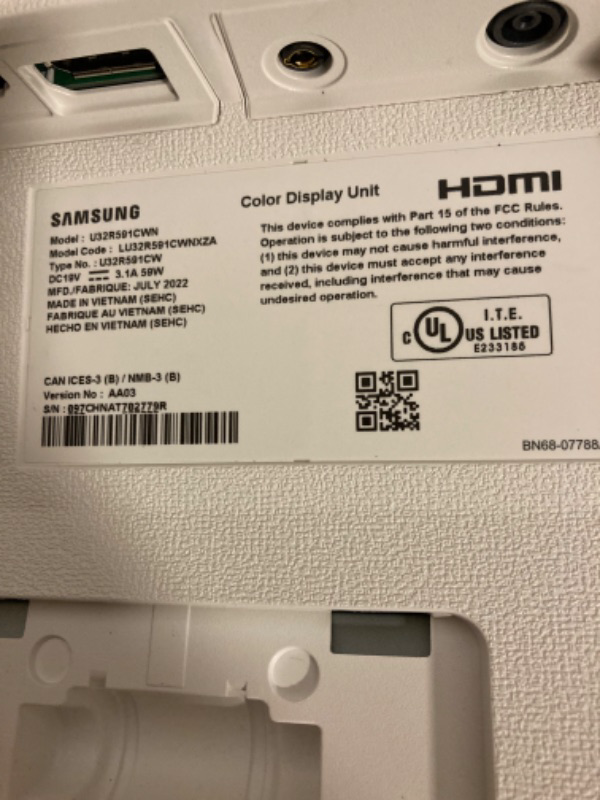 SAMSUNG
Color Display Unit
HDMI
Model : U32R591CWN
Model Code : LU32R591CWNXZA
Type No. : U32R591CW
DC19V 3.1A 59W
MFD./FABRIQUE: JULY 2022
MADE IN VIETNAM (SEHC)
FABRIQUE AU VIETNAM (SEHC)
HECHO EN VIETNAM (SEHC)
This device complies with Part 15 of the FCC Rules.
Operation is subject to the following two conditions:
(1) this device may not cause harmful interference,
and (2) this device must accept any interference
received, including interference that may cause
undesired operation.
I.T.E.
c UL US LISTED
E233185
CAN ICES-3 (B) / NMB-3 (B)
Version No : AA03
S/N : 097CHNAT702779R
BN68-07788